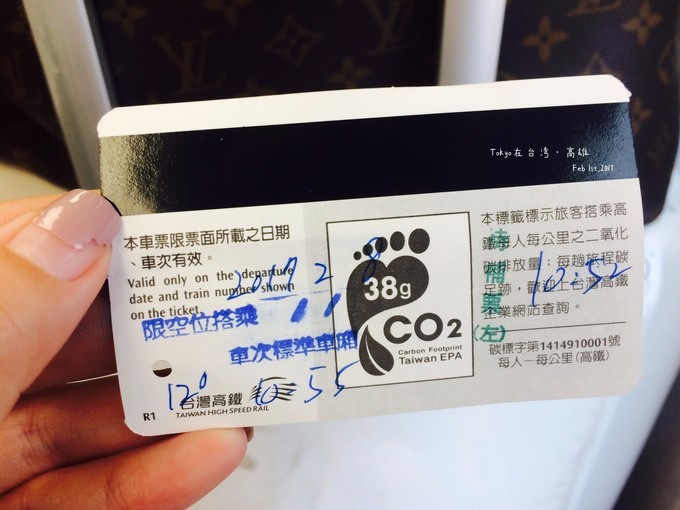 Tokyo在台湾·高雄
Feb 1st,2017
本車票限票面所載之日期
、車次有效。
Valid only on the departure
date and train number shown
on the ticket
限空位搭乘
車次標準車廂
R1
台灣高鐵
TAIWAN HIGH SPEED RAIL
10:55
38g
CO2
Carbon Footprint
Taiwan EPA
本標籤標示旅客搭乘高
鐵每人每公里之二氧化
碳排放量；每趟旅程碳
足跡，歡迎上台灣高鐵
企業網站查詢。
票
(左)
10:52
碳標字第1414910001號
每人一每公里(高鐵)